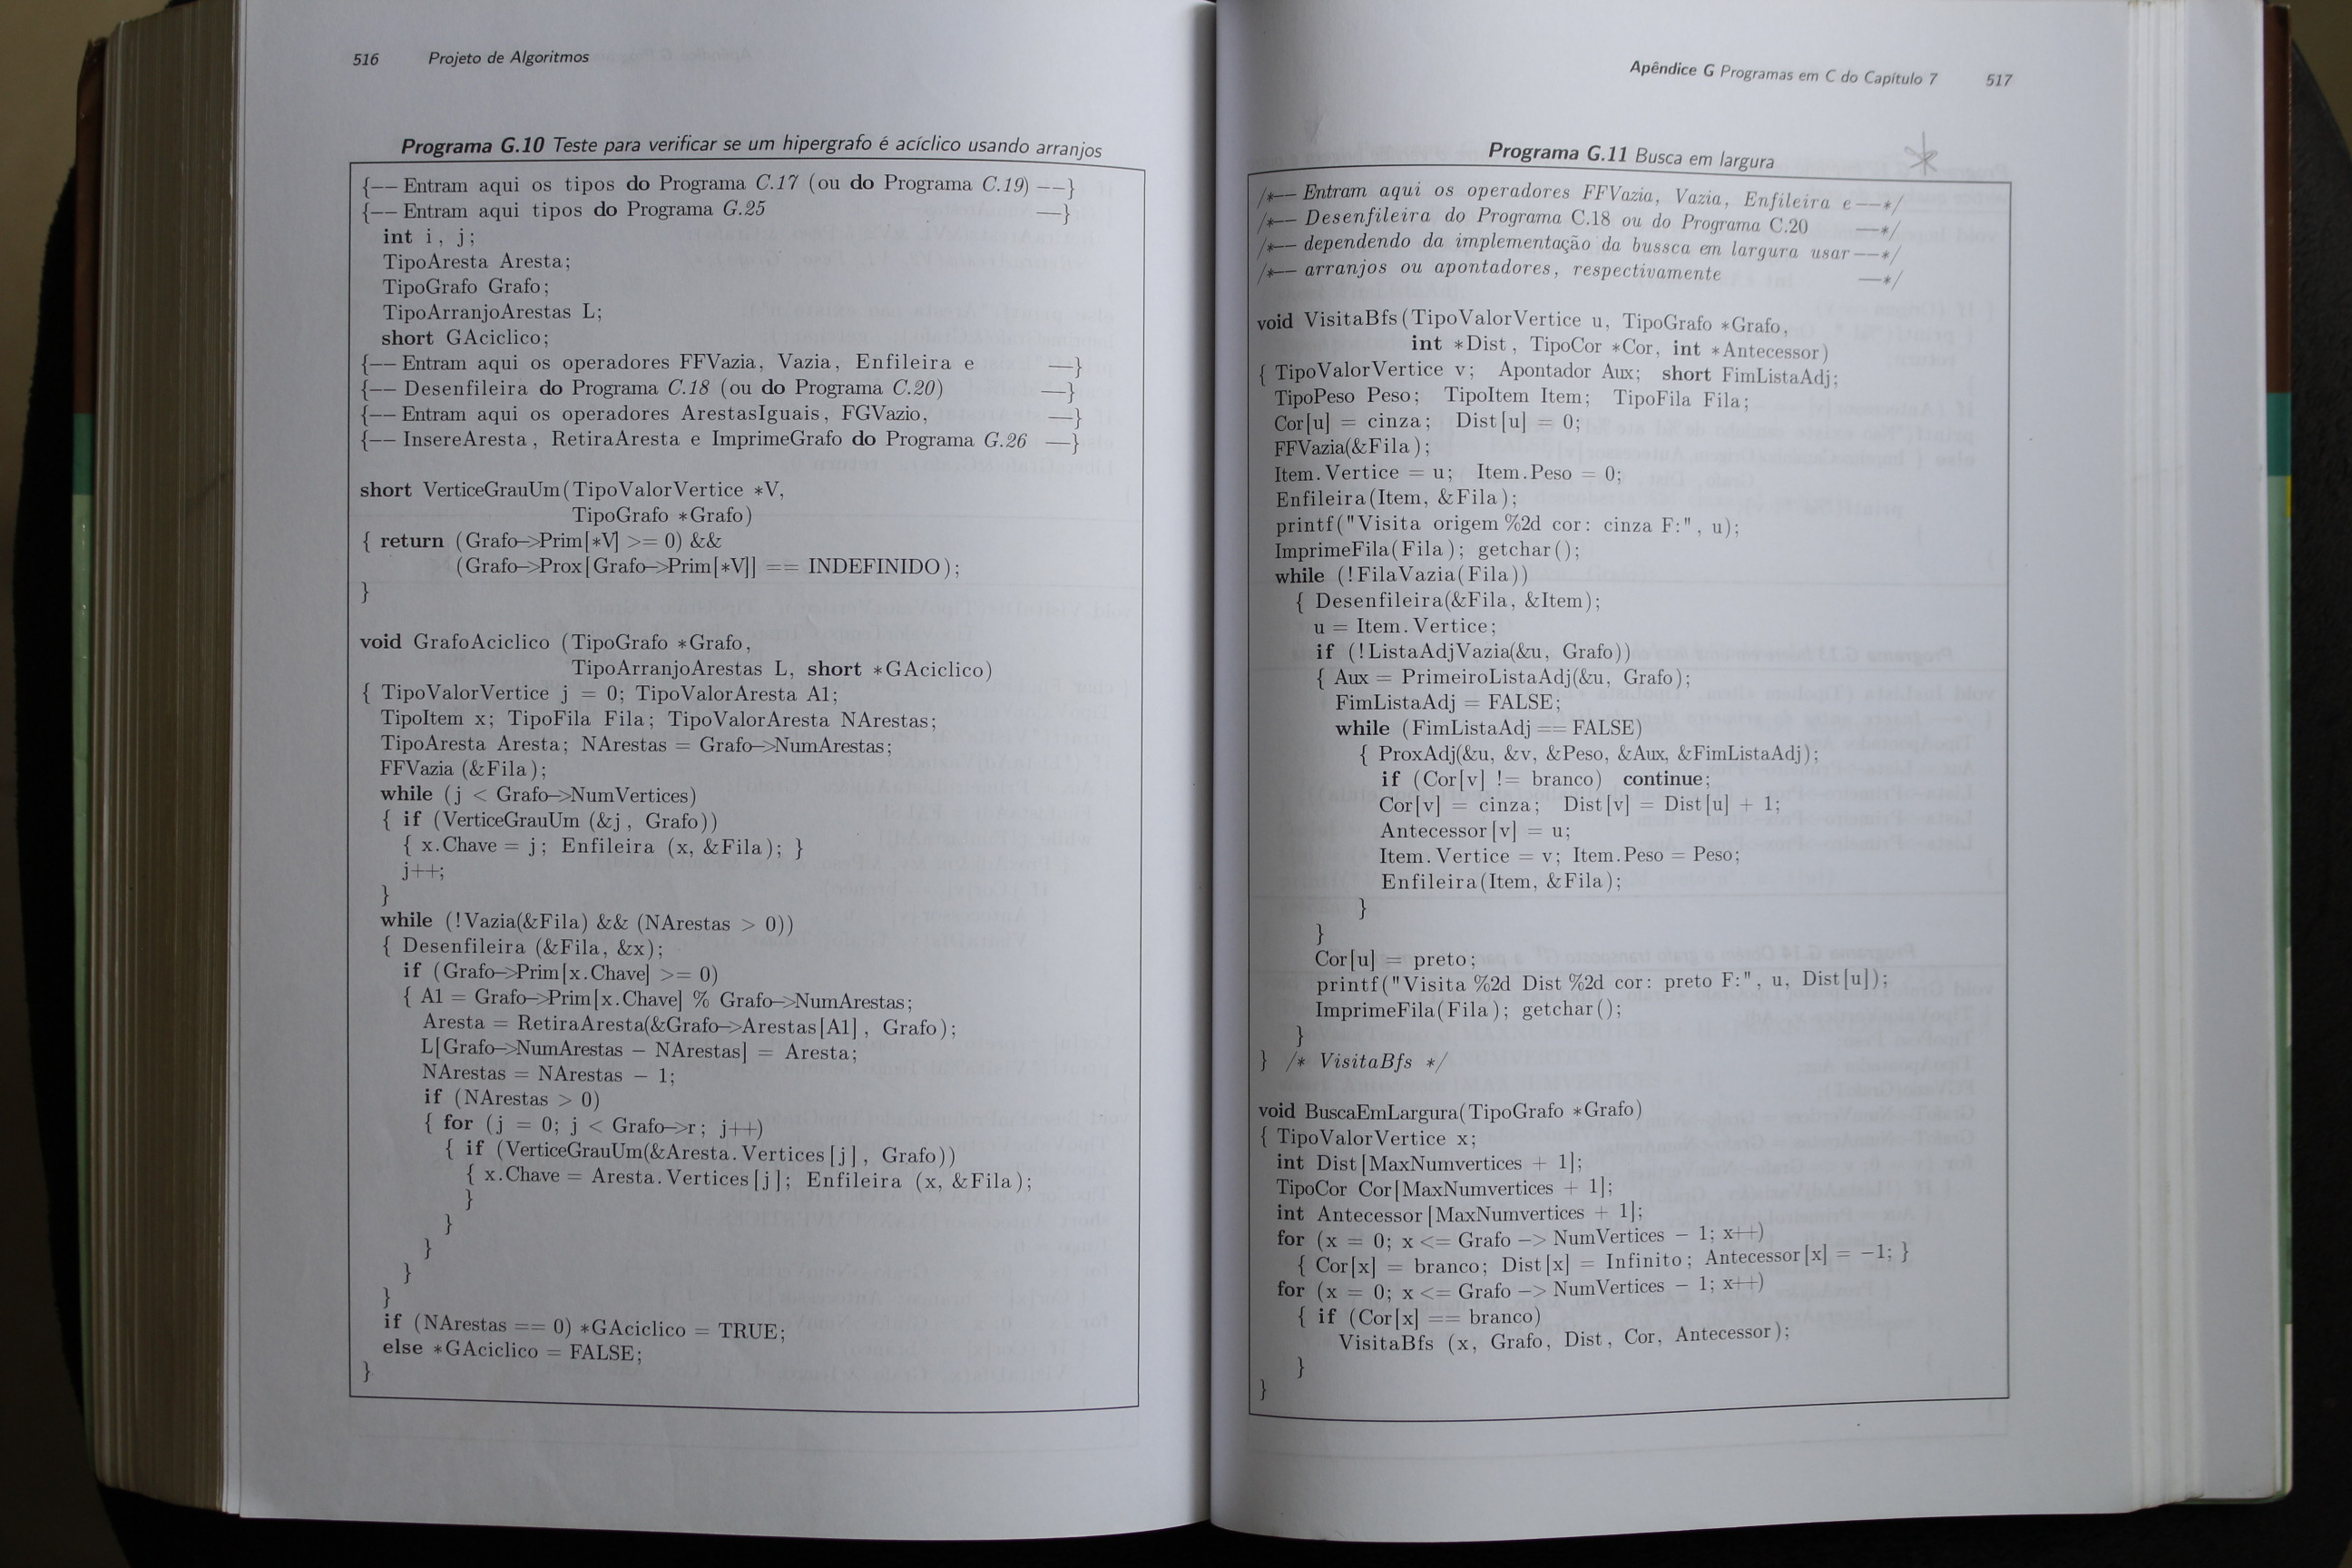 516 Projeto de Algoritmos
Programa G.10 Teste para verificar se um hipergrafo é acíclico usando arranjos
{—— Entram aqui os tipos do Programa C.17 (ou do Programa C.19) ——}
{—— Entram aqui tipos do Programa G.25 ——}
int i, j;
TipoAresta Aresta;
TipoGrafo Grafo;
TipoArranjoArestas L;
short GAciclico;
{—— Entram aqui os operadores FFVazia, Vazia, Enfileira e ——}
{—— Desenfileira do Programa C.18 (ou do Programa C.20) ——}
{—— Entram aqui os operadores ArestasIguais, FGVazio, ——}
{—— InsereAresta, RetiraAresta e ImprimeGrafo do Programa G.26 ——}
short VerticeGrauUm(TipoValorVertice *V,
TipoGrafo *Grafo)
{ return (Grafo->Prim[*V] >= 0) &&
(Grafo->Prox[Grafo->Prim[*V]] == INDEFINIDO);
}
void GrafoAciclico (TipoGrafo *Grafo,
TipoArranjoArestas L, short *GAciclico)
{ TipoValorVertice j = 0; TipoValorAresta A1;
TipoItem x; TipoFila Fila; TipoValorAresta NArestas;
TipoAresta Aresta; NArestas = Grafo->NumArestas;
FFVazia (&Fila);
while (j < Grafo->NumVertices)
{ if (VerticeGrauUm (&j, Grafo))
{ x.Chave = j; Enfileira (x, &Fila); }
j++;
}
while (!Vazia(&Fila) && (NArestas > 0))
{ Desenfileira (&Fila, &x);
if (Grafo->Prim[x.Chave] >= 0)
{ A1 = Grafo->Prim[x.Chave] % Grafo->NumArestas;
Aresta = RetiraAresta(&Grafo->Arestas[A1], Grafo);
L[Grafo->NumArestas - NArestas] = Aresta;
NArestas = NArestas - 1;
if (NArestas > 0)
{ for (j = 0; j < Grafo->r; j++)
{ if (VerticeGrauUm(&Aresta.Vertices[j], Grafo))
{ x.Chave = Aresta.Vertices[j]; Enfileira (x, &Fila);
}
}
}
}
}
if (NArestas == 0) *GAciclico = TRUE;
else *GAciclico = FALSE;
}
Apêndice G Programas em C do Capítulo 7 517
Programa G.11 Busca em largura
/*—— Entram aqui os operadores FFVazia, Vazia, Enfileira e——*/
/*—— Desenfileira do Programa C.18 ou do Programa C.20 ——*/
/*—— dependendo da implementação da bussca em largura usar——*/
/*—— arranjos ou apontadores, respectivamente ——*/
void VisitaBfs(TipoValorVertice u, TipoGrafo *Grafo,
int *Dist, TipoCor *Cor, int *Antecessor)
{ TipoValorVertice v; Apontador Aux; short FimListaAdj;
TipoPeso Peso; TipoItem Item; TipoFila Fila;
Cor[u] = cinza; Dist[u] = 0;
FFVazia(&Fila);
Item.Vertice = u; Item.Peso = 0;
Enfileira(Item, &Fila);
printf("Visita origem %2d cor: cinza F:", u);
ImprimeFila(Fila); getchar();
while (!FilaVazia(Fila))
{ Desenfileira(&Fila, &Item);
u = Item.Vertice;
if (!ListaAdjVazia(&u, Grafo))
{ Aux = PrimeiroListaAdj(&u, Grafo);
FimListaAdj = FALSE;
while (FimListaAdj == FALSE)
{ ProxAdj(&u, &v, &Peso, &Aux, &FimListaAdj);
if (Cor[v] != branco) continue;
Cor[v] = cinza; Dist[v] = Dist[u] + 1;
Antecessor[v] = u;
Item.Vertice = v; Item.Peso = Peso;
Enfileira(Item, &Fila);
}
}
Cor[u] = preto;
printf("Visita %2d Dist %2d cor: preto F:", u, Dist[u]);
ImprimeFila(Fila); getchar();
}
} /* VisitaBfs */
void BuscaEmLargura(TipoGrafo *Grafo)
{ TipoValorVertice x;
int Dist[MaxNumvertices + 1];
TipoCor Cor[MaxNumvertices + 1];
int Antecessor[MaxNumvertices + 1];
for (x = 0; x <= Grafo -> NumVertices - 1; x++)
{ Cor[x] = branco; Dist[x] = Infinito; Antecessor[x] = -1; }
for (x = 0; x <= Grafo -> NumVertices - 1; x++)
{ if (Cor[x] == branco)
VisitaBfs (x, Grafo, Dist, Cor, Antecessor);
}
}